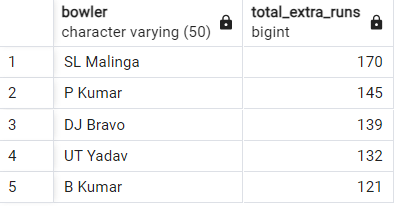 bowler total_extra_runs
character varying (50) bigint
1 SL Malinga 170
2 P Kumar 145
3 DJ Bravo 139
4 UT Yadav 132
5 B Kumar 121